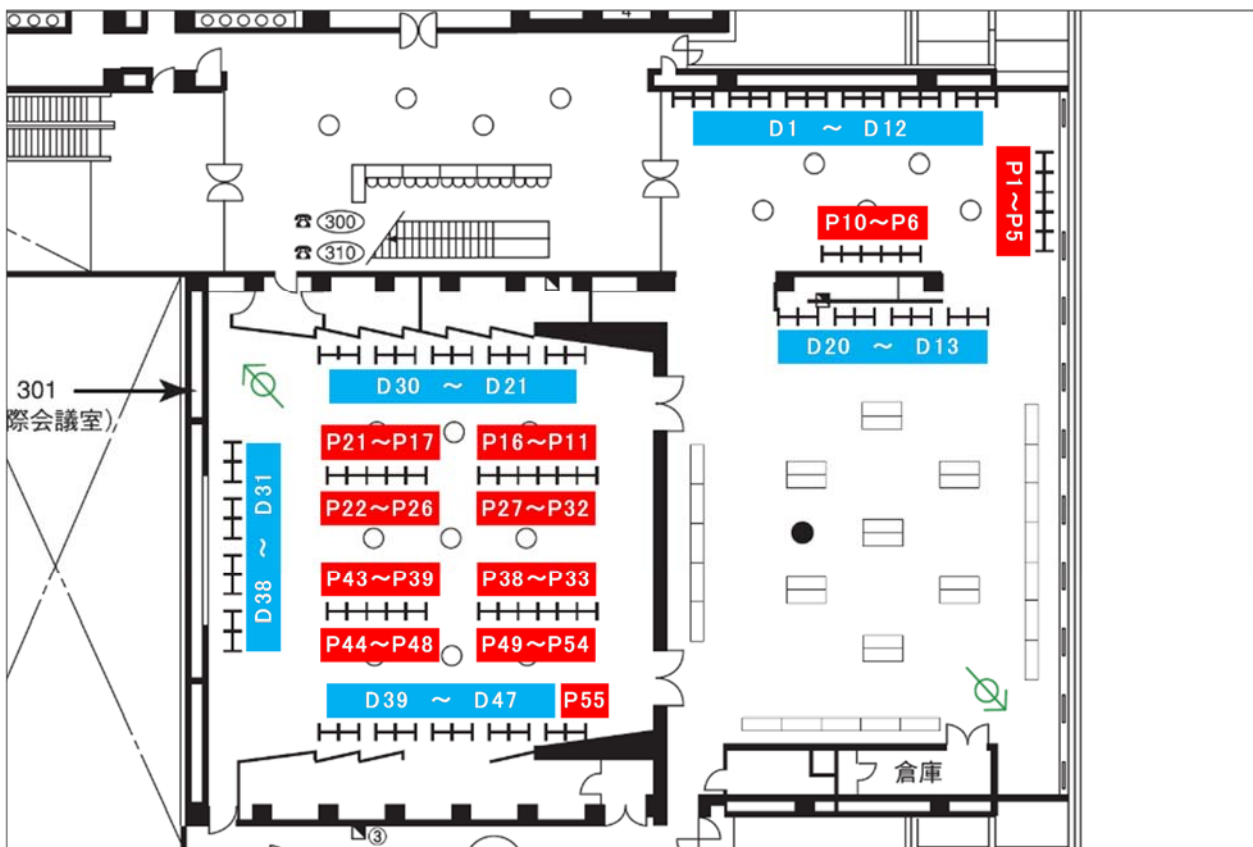 4
D1 ～ D12
P1～P5
P10～P6
☎ 300
☎ 310
D20 ～ D13
301
際会議室)
D30 ～ D21
P21～P17
P16～P11
P22～P26
P27～P32
D38 ～ D31
P43～P39
P38～P33
P44～P48
P49～P54
D39 ～ D47
P55
倉庫
③